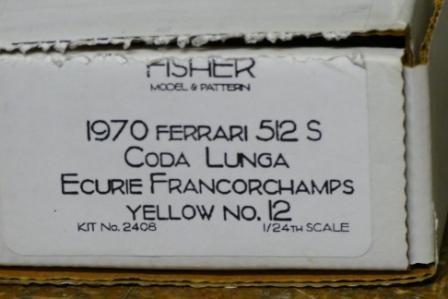 FISHER
MODEL & PATTERN
1970 FERRARI 512 S
CODA LUNGA
ECURIE FRANCORCHAMPS
YELLOW NO. 12
KIT No. 2408 1/24TH SCALE